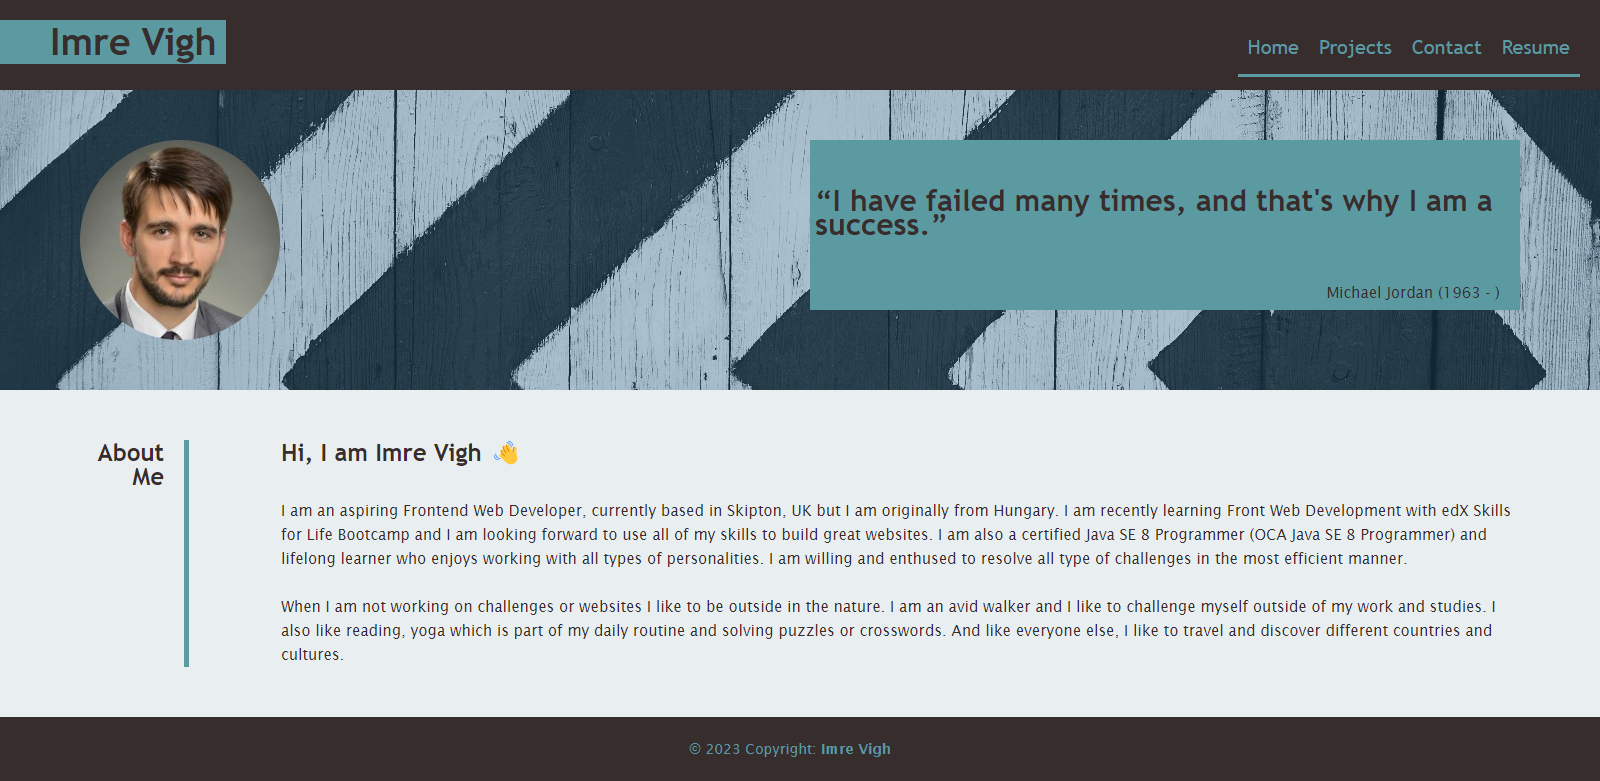 Imre Vigh
Home Projects Contact Resume
“I have failed many times, and that's why I am a
success.”
Michael Jordan (1963 - )
About
Me
Hi, I am Imre Vigh 👋
I am an aspiring Frontend Web Developer, currently based in Skipton, UK but I am originally from Hungary. I am recently learning Front Web Development with edX Skills
for Life Bootcamp and I am looking forward to use all of my skills to build great websites. I am also a certified Java SE 8 Programmer (OCA Java SE 8 Programmer) and
lifelong learner who enjoys working with all types of personalities. I am willing and enthused to resolve all type of challenges in the most efficient manner.
When I am not working on challenges or websites I like to be outside in the nature. I am an avid walker and I like to challenge myself outside of my work and studies. I
also like reading, yoga which is part of my daily routine and solving puzzles or crosswords. And like everyone else, I like to travel and discover different countries and
cultures.
© 2023 Copyright: Imre Vigh